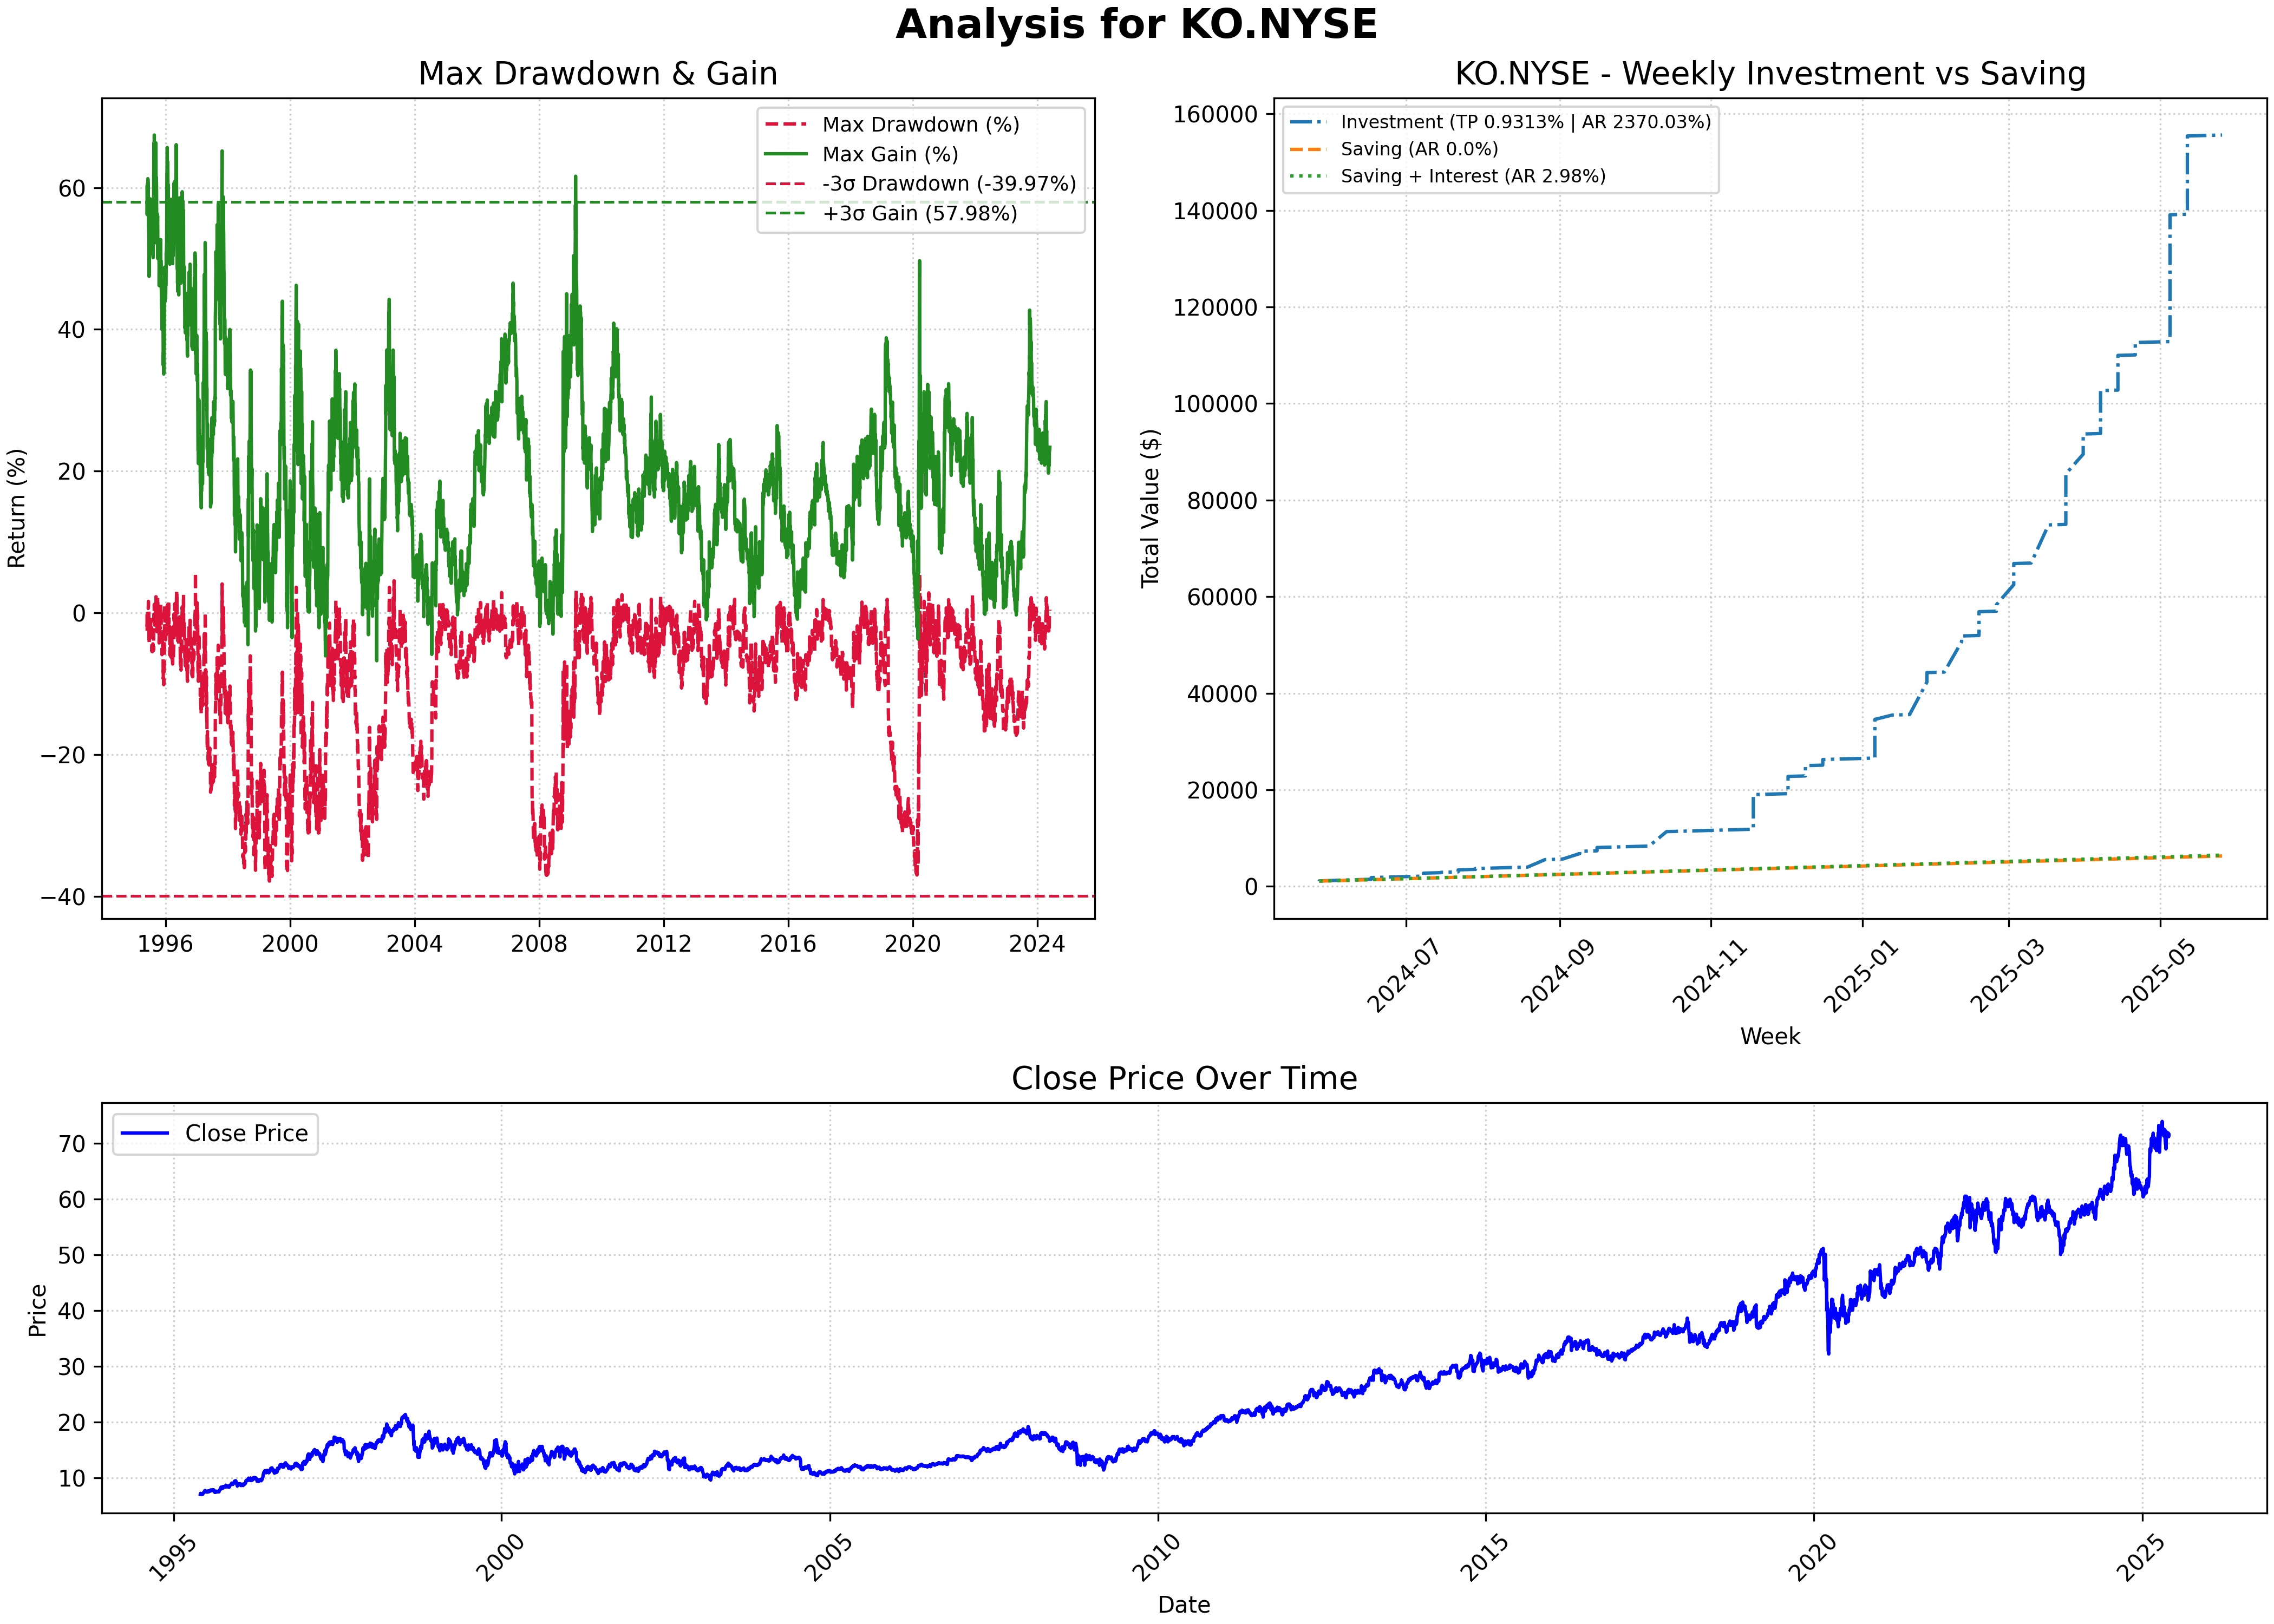 Analysis for KO.NYSE
Max Drawdown & Gain
Return (%)
60
40
20
0
−20
−40
Max Drawdown (%)
Max Gain (%)
-3σ Drawdown (-39.97%)
+3σ Gain (57.98%)
1996 2000 2004 2008 2012 2016 2020 2024
KO.NYSE - Weekly Investment vs Saving
Total Value ($)
160000
140000
120000
100000
80000
60000
40000
20000
0
Investment (TP 0.9313% | AR 2370.03%)
Saving (AR 0.0%)
Saving + Interest (AR 2.98%)
2024-07 2024-09 2024-11 2025-01 2025-03 2025-05
Week
Close Price Over Time
Price
70
60
50
40
30
20
10
Close Price
1995 2000 2005 2010 2015 2020 2025
Date